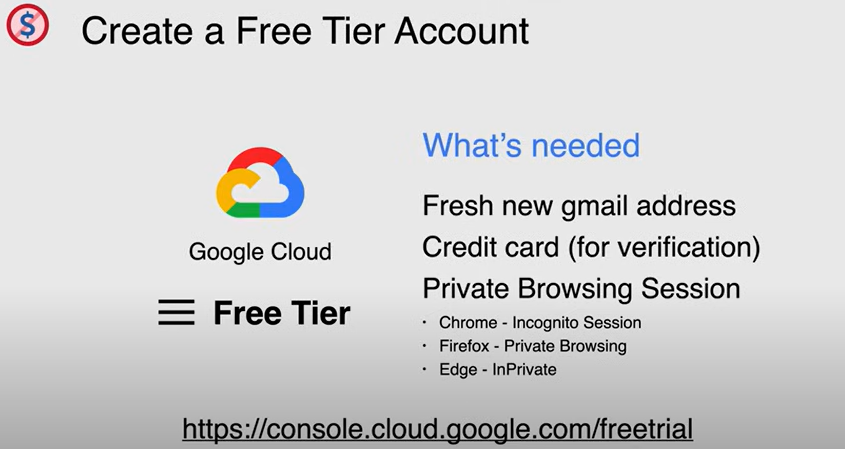 Create a Free Tier Account
Google Cloud
Free Tier
What's needed
Fresh new gmail address
Credit card (for verification)
Private Browsing Session
· Chrome - Incognito Session
· Firefox - Private Browsing
· Edge - InPrivate
https://console.cloud.google.com/freetrial